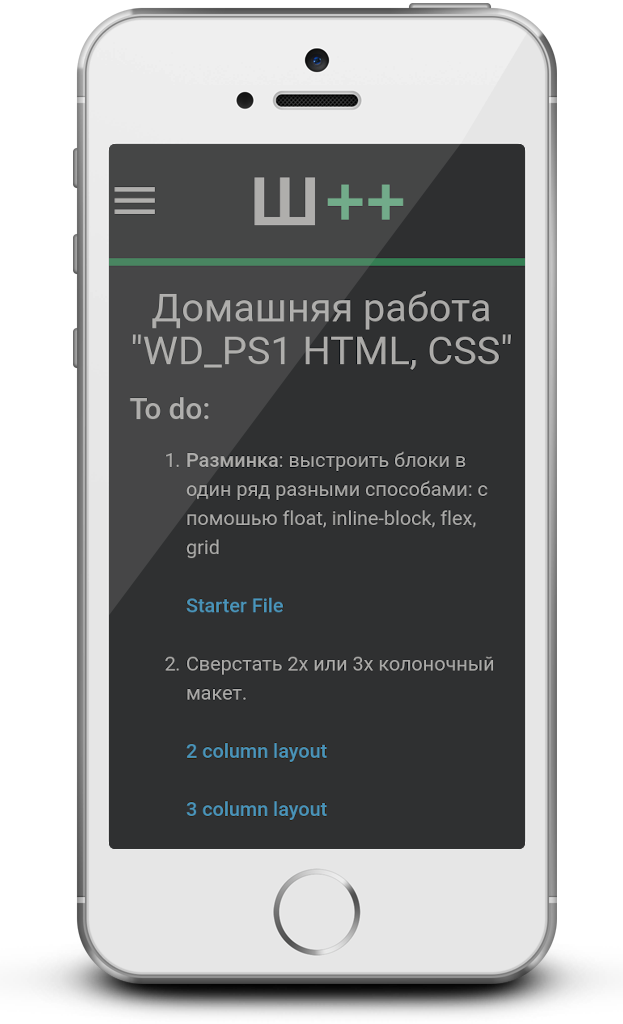 Ш++
Домашняя работа
"WD_PS1 HTML, CSS"
To do:
1. Разминка: выстроить блоки в
один ряд разными способами: с
помошью float, inline-block, flex,
grid
Starter File
2. Сверстать 2х или 3х колоночный
макет.
2 column layout
3 column layout